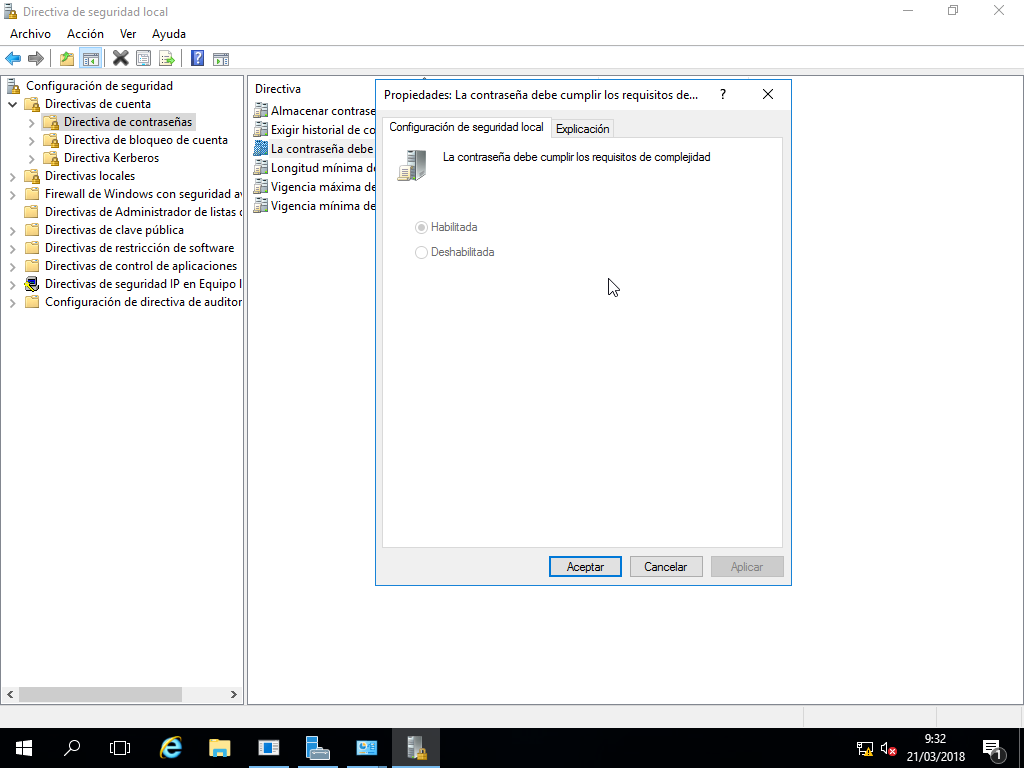 Directiva de seguridad local
Archivo Acción Ver Ayuda
Configuración de seguridad
Directivas de cuenta
Directiva de contraseñas
Directiva de bloqueo de cuenta
Directiva Kerberos
Directivas locales
Firewall de Windows con seguridad av
Directivas de Administrador de listas d
Directivas de clave pública
Directivas de restricción de software
Directivas de control de aplicaciones
Directivas de seguridad IP en Equipo l
Configuración de directiva de auditor
Directiva
Almacenar contrase
Exigir historial de co
La contraseña debe
Longitud mínima de
Vigencia máxima de
Vigencia mínima de
Propiedades: La contraseña debe cumplir los requisitos de... ?
Configuración de seguridad local Explicación
La contraseña debe cumplir los requisitos de complejidad
Habilitada
Deshabilitada
Aceptar Cancelar Aplicar
9:32
21/03/2018
1